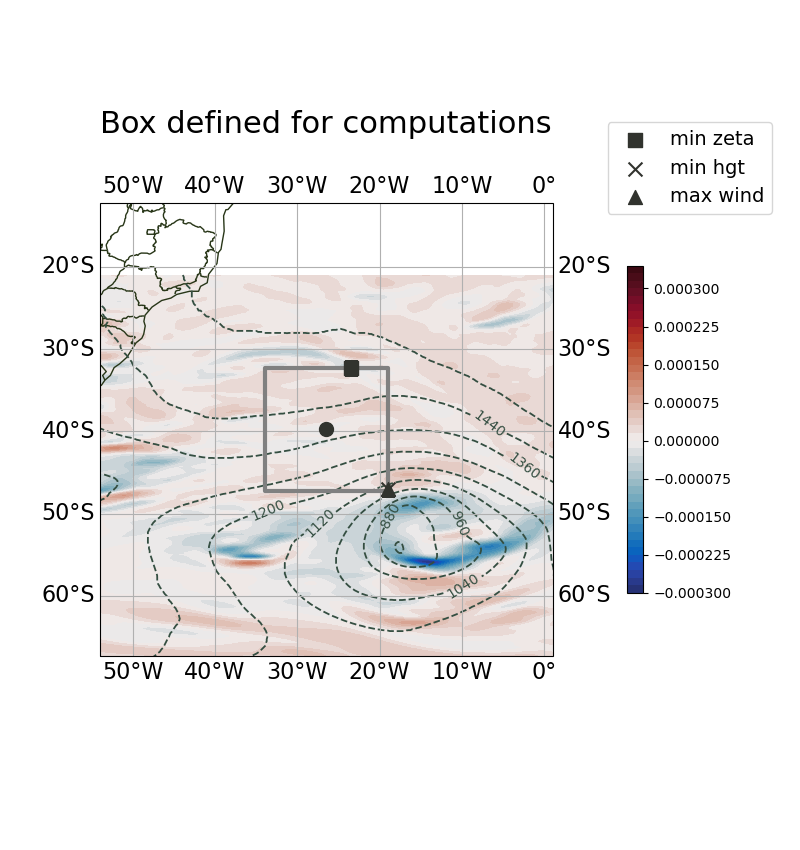 Box defined for computations
min zeta
min hgt
max wind
50°W 40°W 30°W 20°W 10°W 0°
20°S 20°S
30°S 30°S
40°S 40°S
50°S 50°S
60°S 60°S
1440
1360
1200
1120
880
960
1040
50°W 40°W 30°W 20°W 10°W 0°
0.000300
0.000225
0.000150
0.000075
0.000000
−0.000075
−0.000150
−0.000225
−0.000300